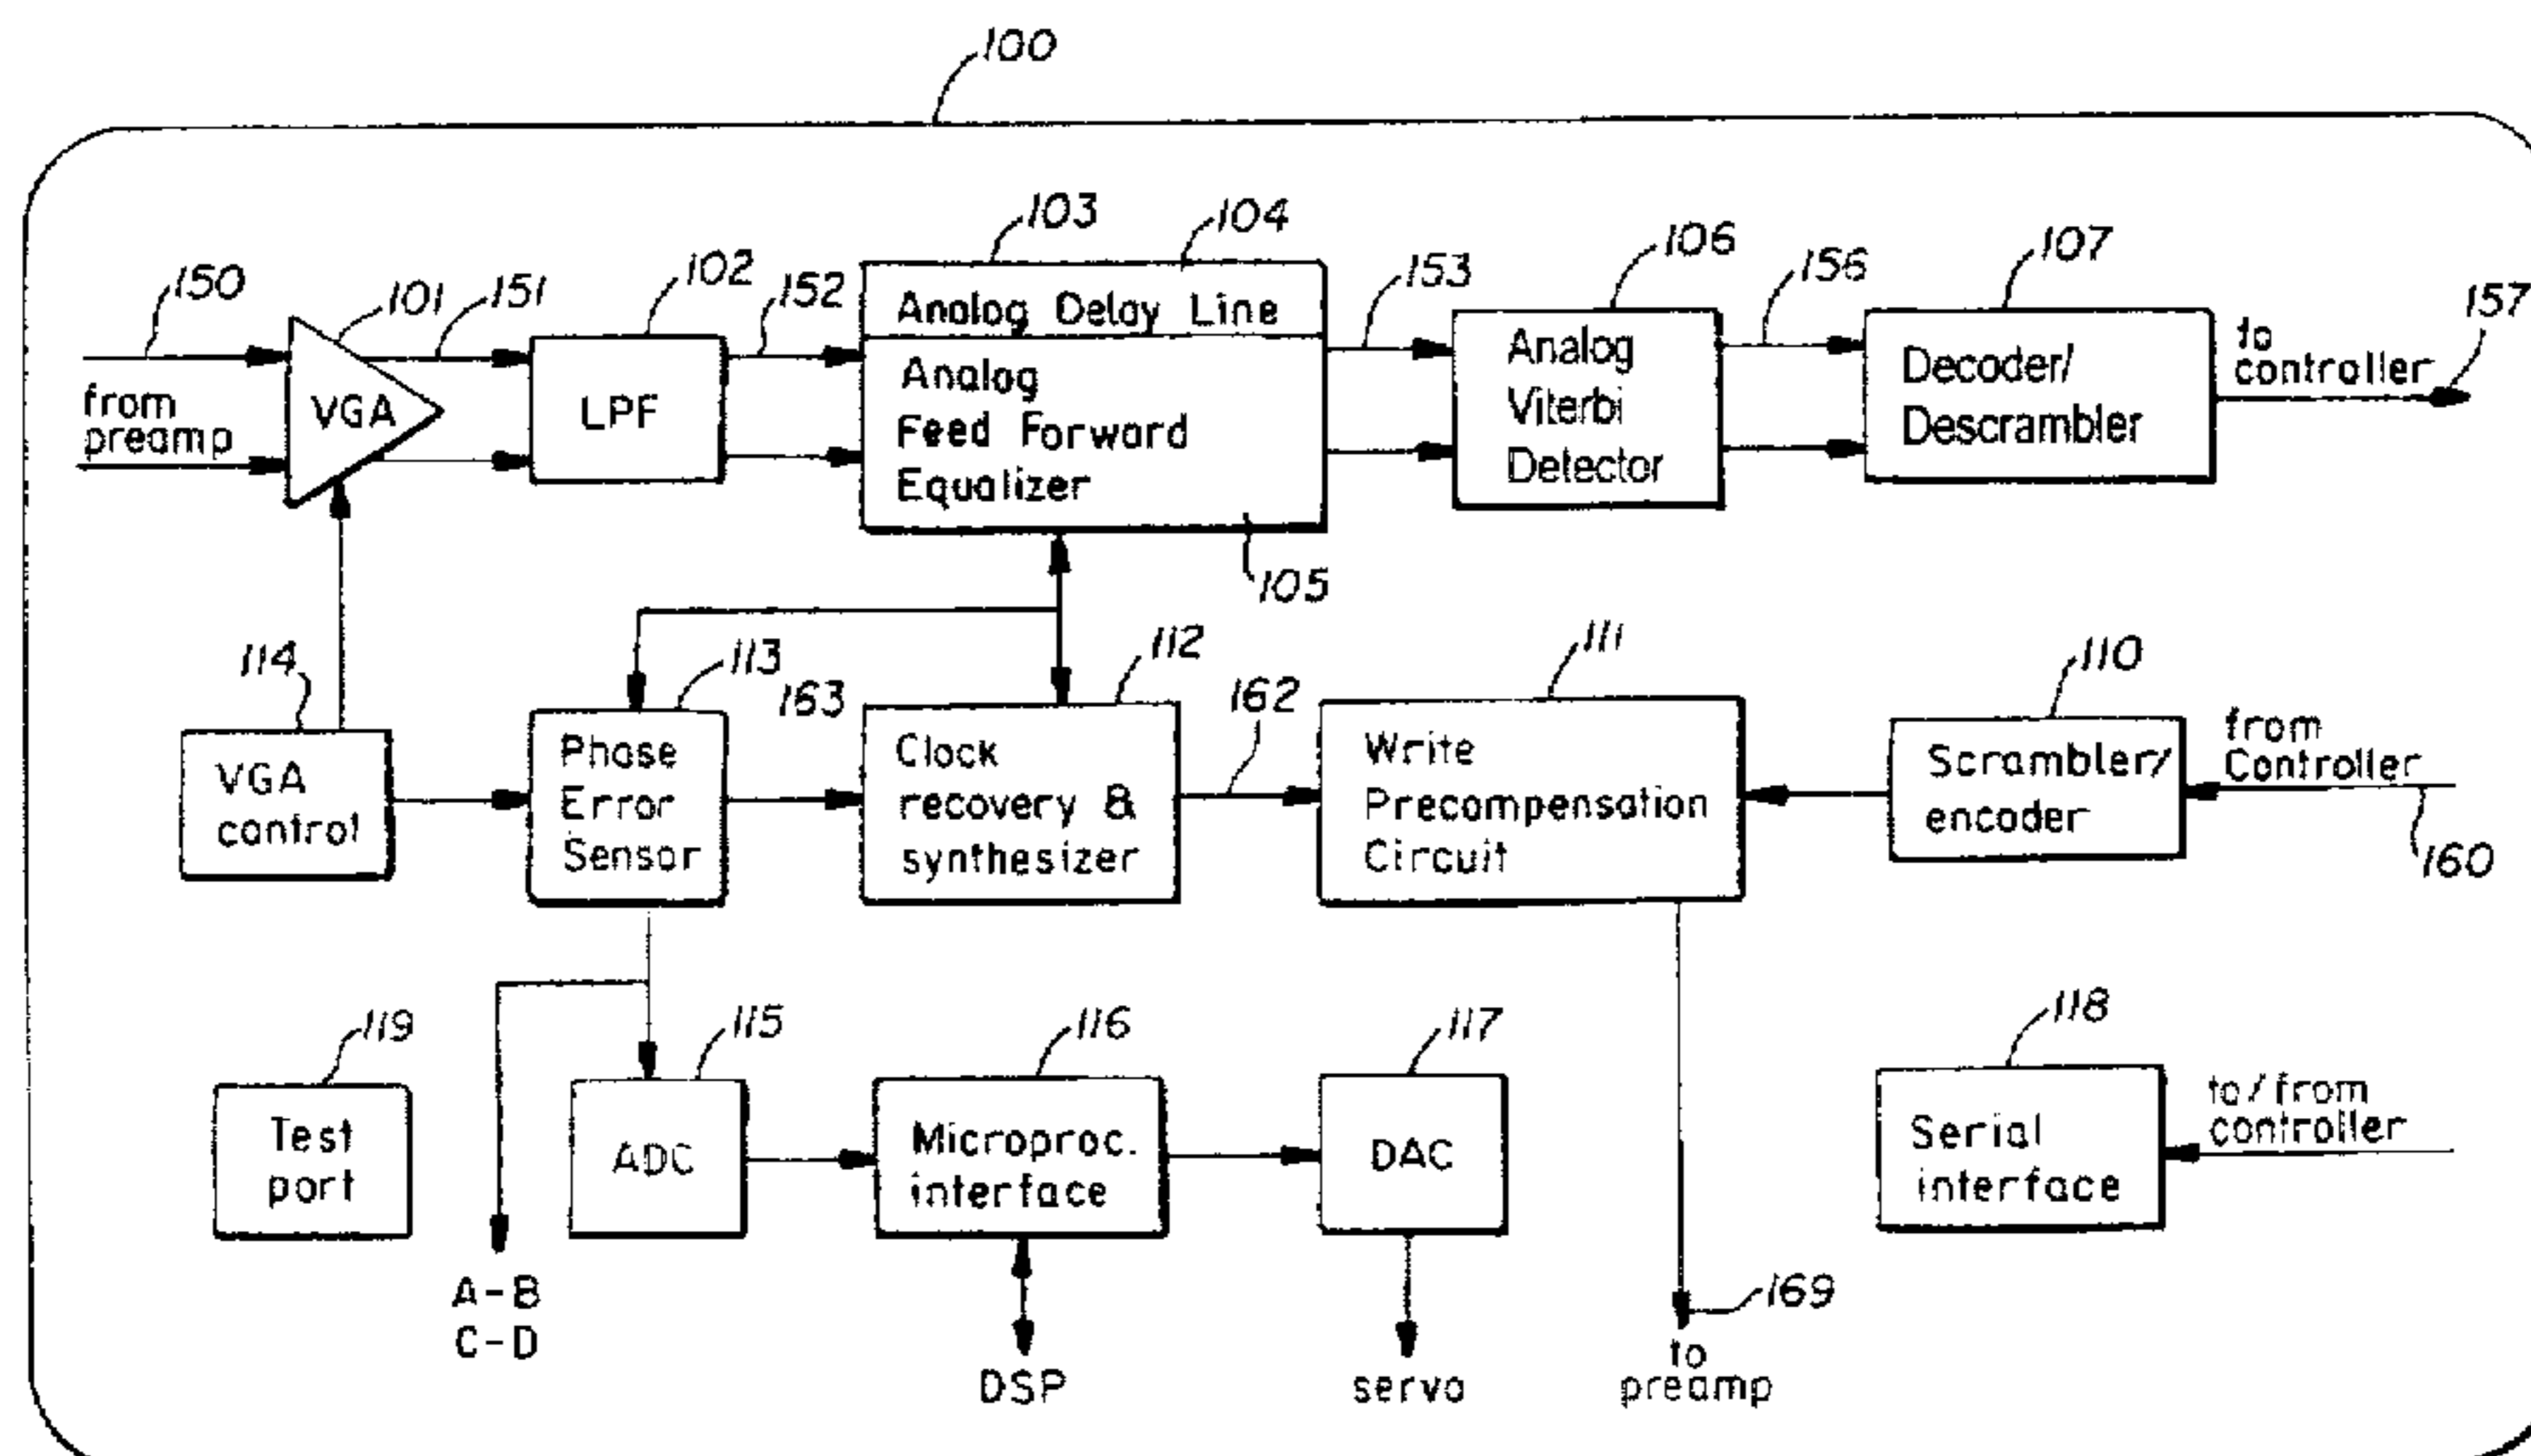 100
103
104
106
107
150
101
151
102
152
153
156
157
Analog Delay Line
from
preamp
VGA
LPF
Analog
Feed Forward
Equalizer
Analog
Viterbi
Detector
Decoder/
Descrambler
to
controller
105
114
113
163
112
162
111
110
VGA
control
Phase
Error
Sensor
Clock
recovery &
synthesizer
Write
Precompensation
Circuit
Scrambler/
encoder
from
Controller
160
119
115
116
117
118
Test
port
ADC
Microproc.
interface
DAC
Serial
interface
to/from
controller
A-B
C-D
DSP
servo
169
to
preamp